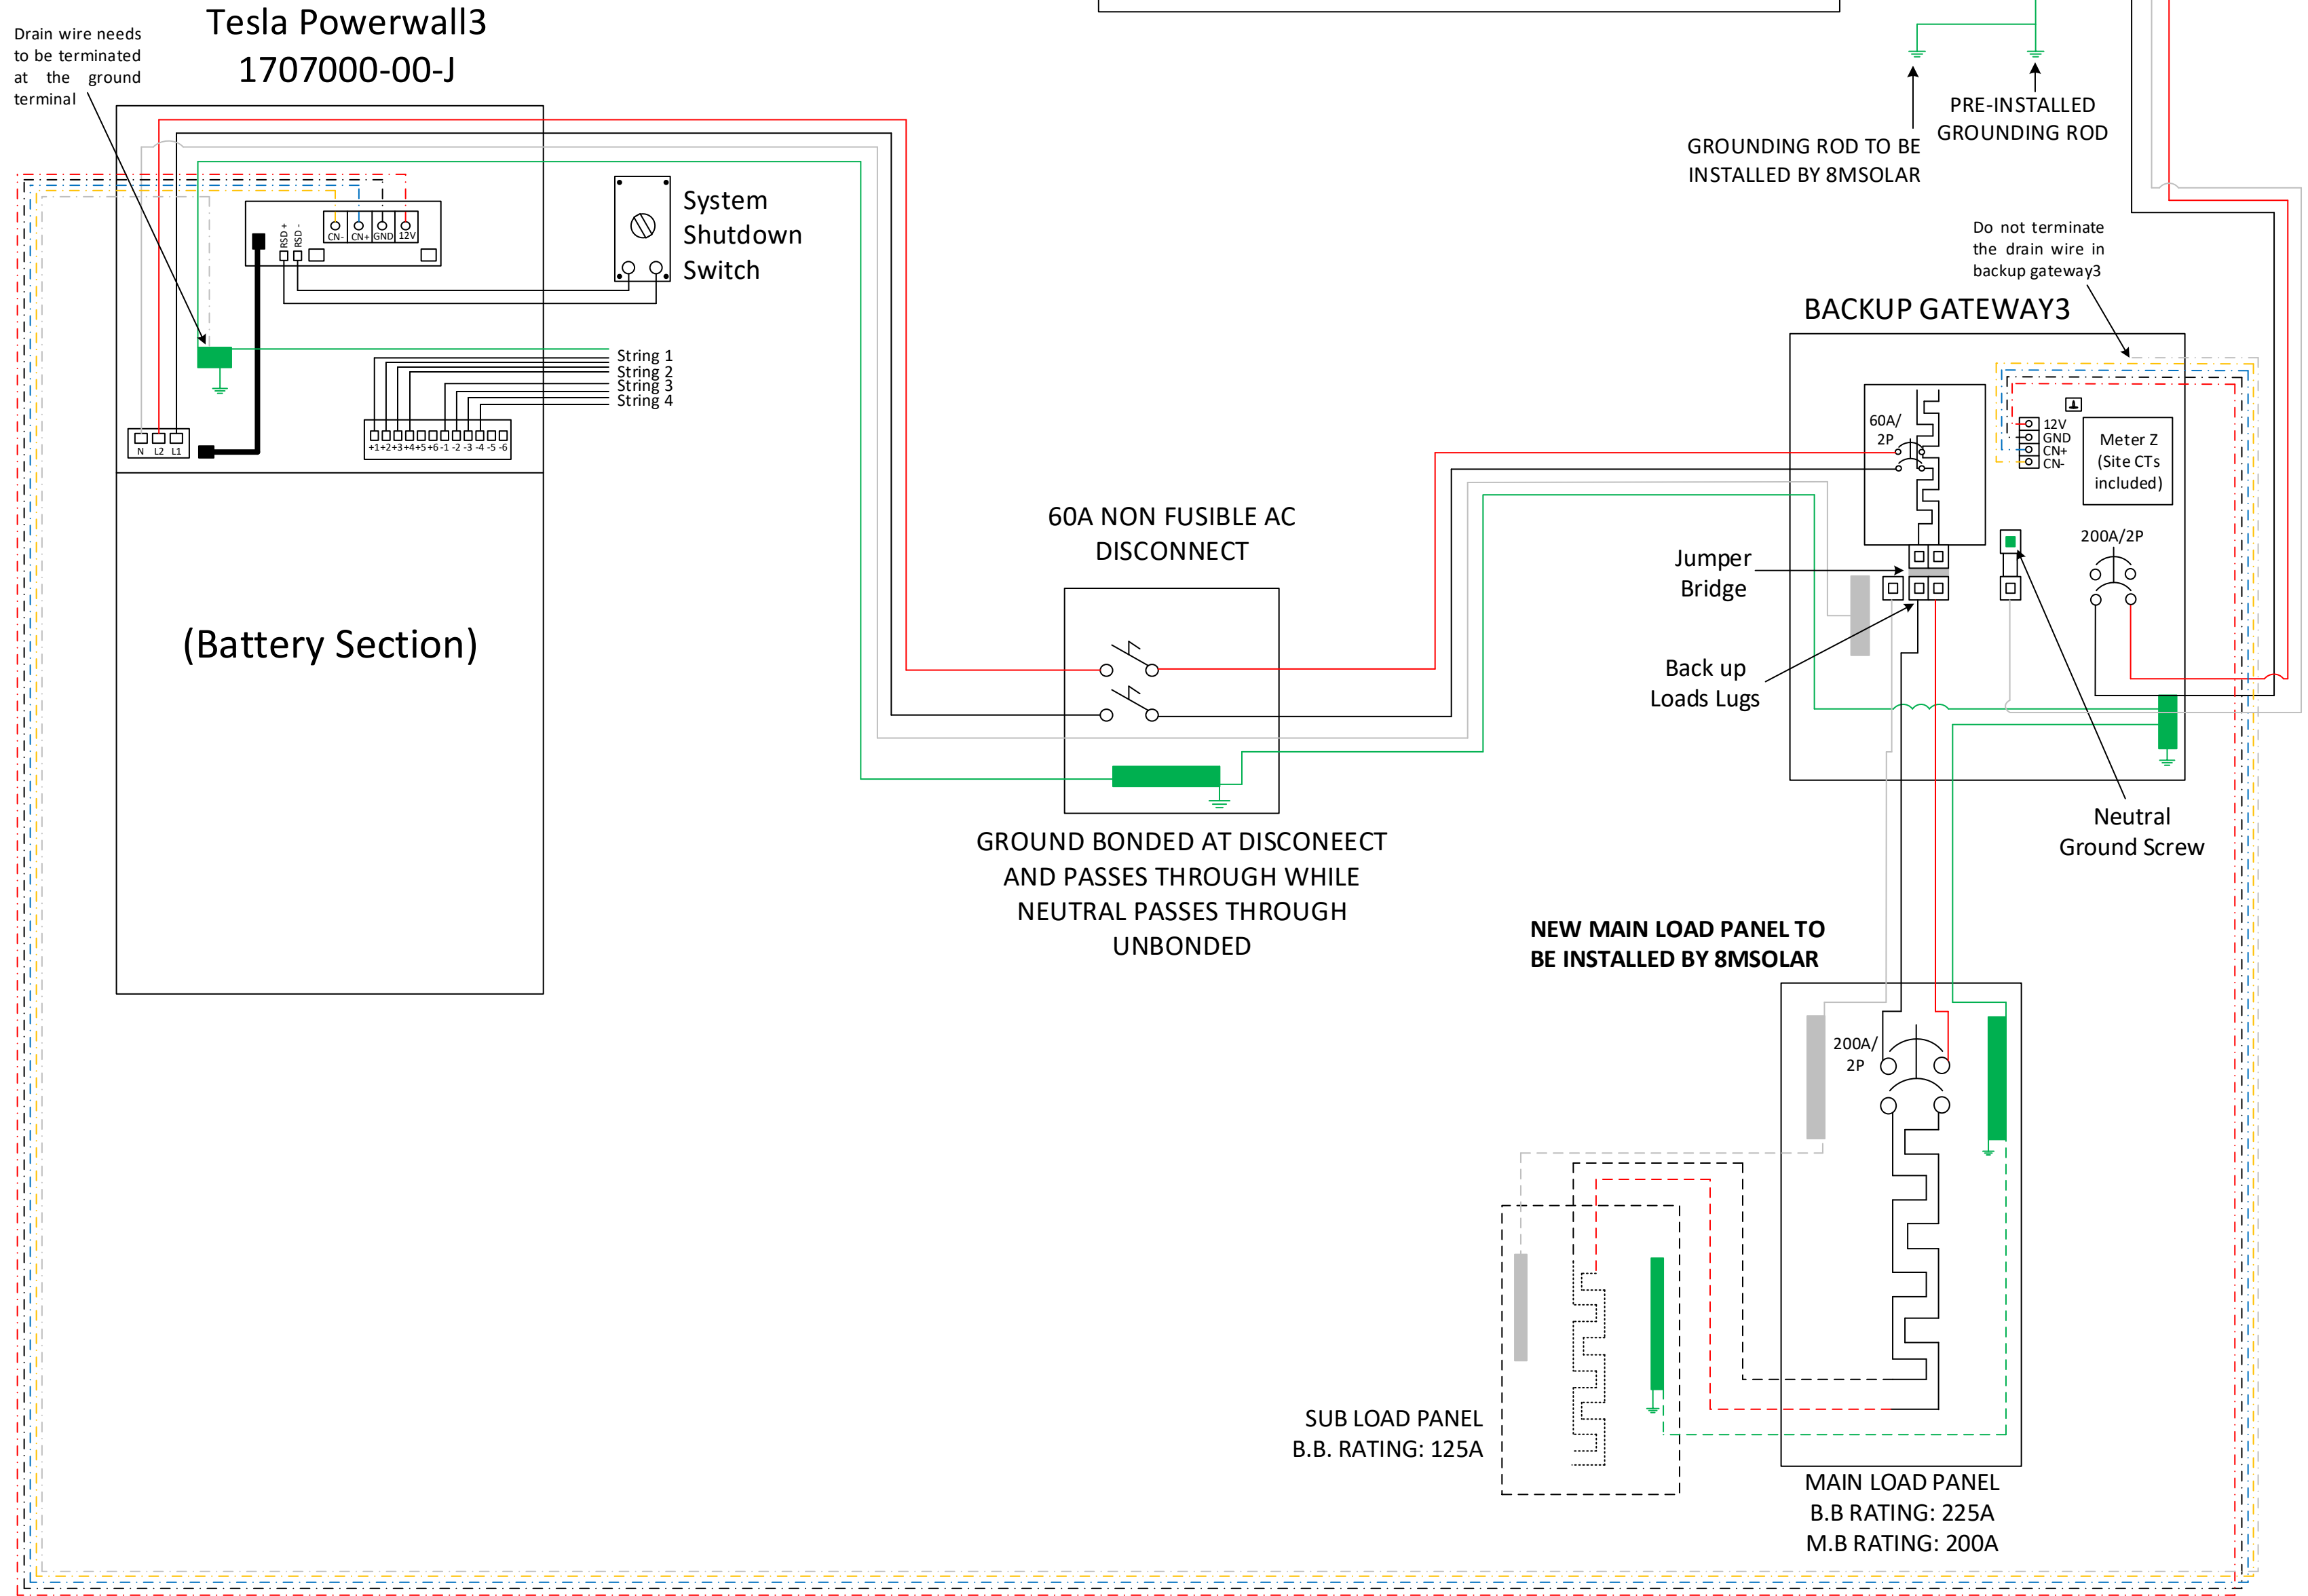 Tesla Powerwall3
1707000-00-J
Drain wire needs
to be terminated
at the ground
terminal
PRE-INSTALLED
GROUNDING ROD
GROUNDING ROD TO BE
INSTALLED BY 8MSOLAR
System
Shutdown
Switch
RSD +
RSD -
CN-
CN+
GND
12V
String 1
String 2
String 3
String 4
N
L2
L1
+1
+2
+3
+4
+5
+6
-1
-2
-3
-4
-5
-6
(Battery Section)
60A NON FUSIBLE AC
DISCONNECT
GROUND BONDED AT DISCONEECT
AND PASSES THROUGH WHILE
NEUTRAL PASSES THROUGH
UNBONDED
Do not terminate
the drain wire in
backup gateway3
BACKUP GATEWAY3
60A/
2P
12V
GND
CN+
CN-
Meter Z
(Site CTs
included)
200A/2P
Jumper
Bridge
Back up
Loads Lugs
Neutral
Ground Screw
NEW MAIN LOAD PANEL TO
BE INSTALLED BY 8MSOLAR
200A/
2P
SUB LOAD PANEL
B.B. RATING: 125A
MAIN LOAD PANEL
B.B RATING: 225A
M.B RATING: 200A